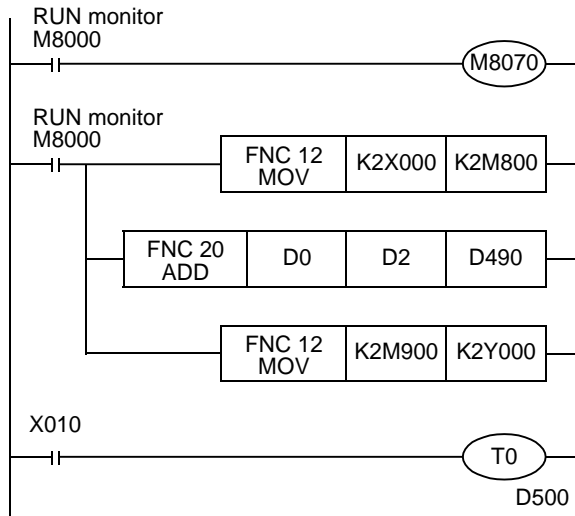 RUN monitor
M8000
M8070
RUN monitor
M8000
FNC 12
MOV
K2X000
K2M800
FNC 20
ADD
D0
D2
D490
FNC 12
MOV
K2M900
K2Y000
X010
T0
D500